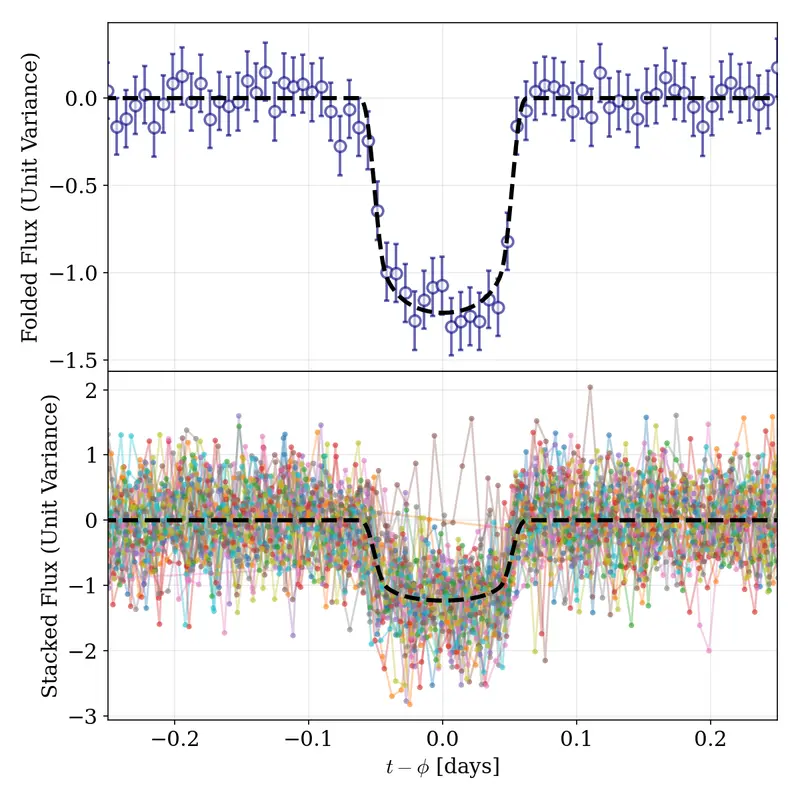 Folded Flux (Unit Variance)
0.0
−0.5
−1.0
−1.5
Stacked Flux (Unit Variance)
2
1
0
−1
−2
−3
−0.2 −0.1 0.0 0.1 0.2
t − ϕ [days]